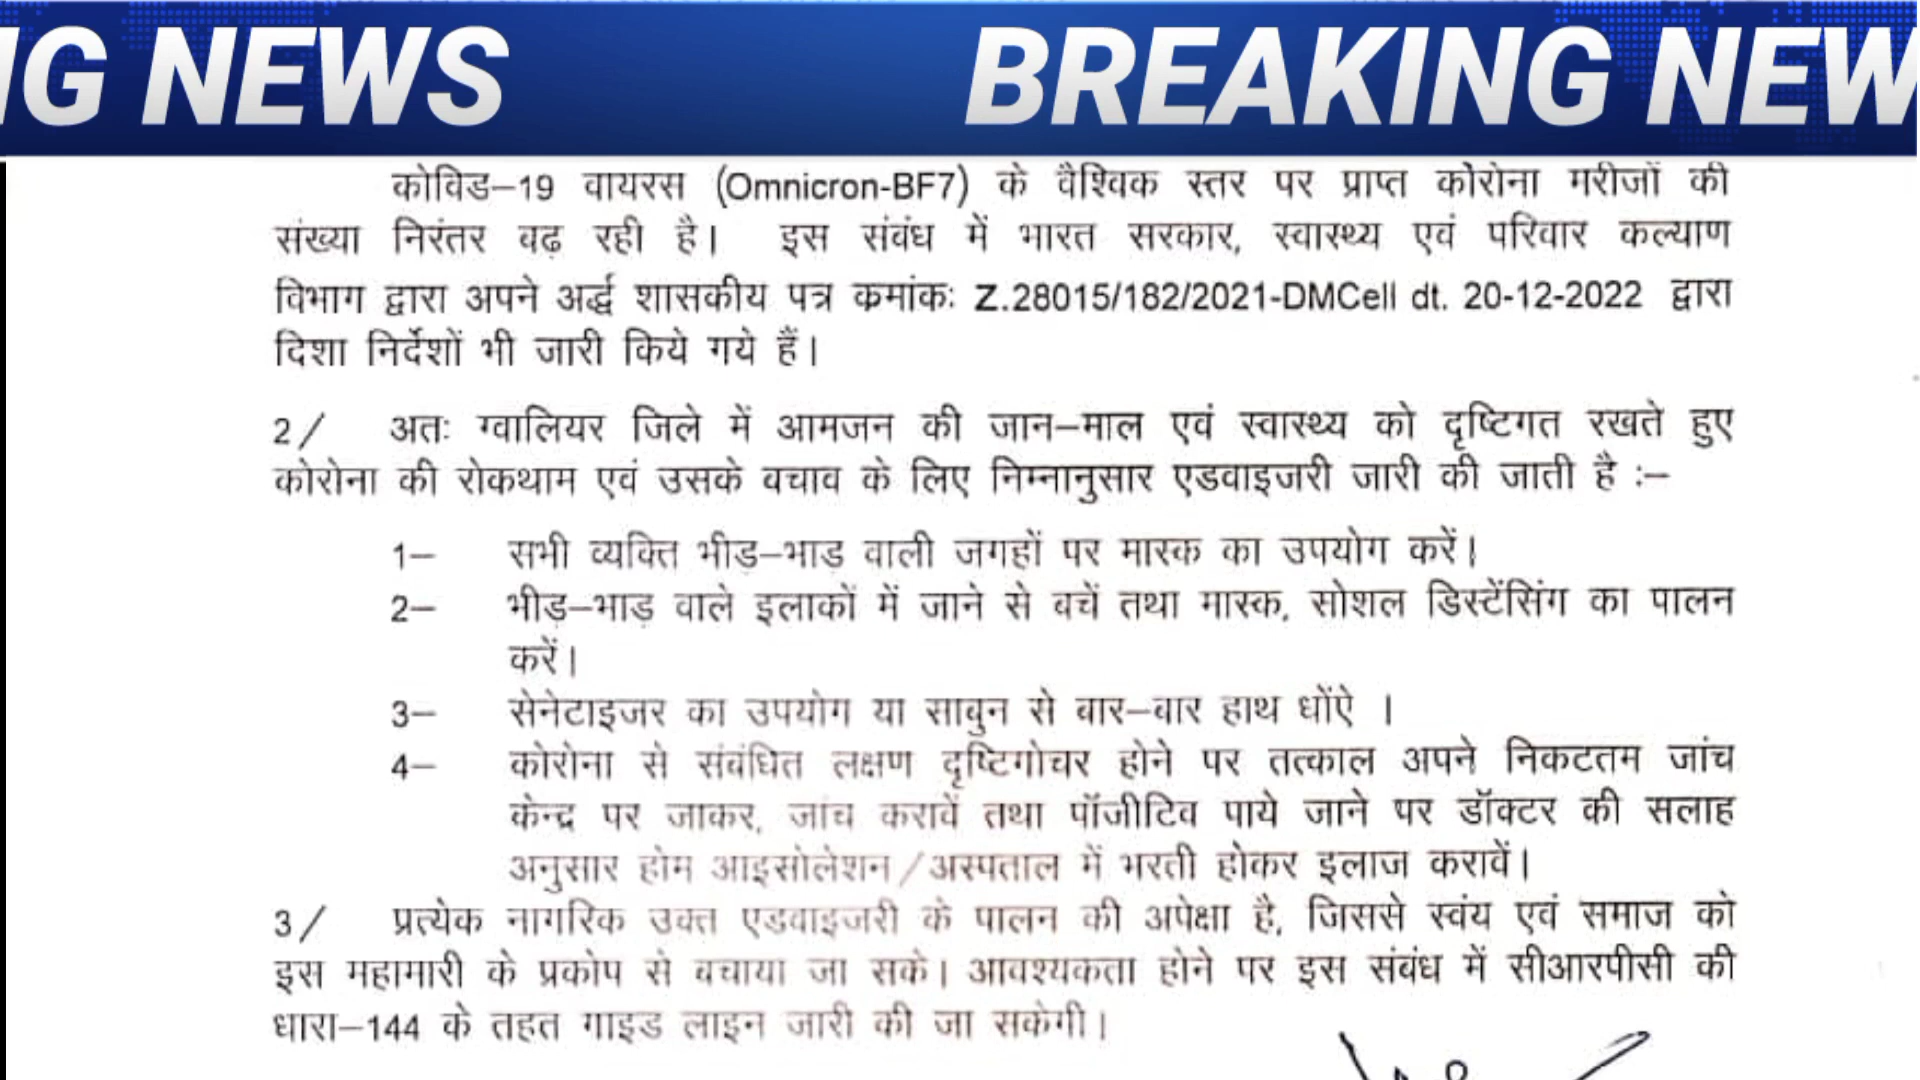 NG NEWS BREAKING NEW
कोविड–19 वायरस (Omnicron-BF7) के वैश्विक स्तर पर प्राप्त कोरोना मरीजों की
संख्या निरंतर बढ़ रही है। इस संबंध में भारत सरकार, स्वास्थ्य एवं परिवार कल्याण
विभाग द्वारा अपने अर्द्ध शासकीय पत्र कमांकः Z.28015/182/2021-DMCell dt. 20-12-2022 द्वारा
दिशा निर्देशों भी जारी किये गये हैं।
2/ अतः ग्वालियर जिले में आमजन की जान–माल एवं स्वास्थ्य को दृष्टिगत रखते हुए
कोरोना की रोकथाम एवं उसके बचाव के लिए निम्नानुसार एडवाइजरी जारी की जाती है :–
1– सभी व्यक्ति भीड़–भाड़ वाली जगहों पर मास्क का उपयोग करें।
2– भीड़–भाड़ वाले इलाकों में जाने से बचें तथा मास्क, सोशल डिस्टेंसिंग का पालन
करें।
3– सेनेटाइजर का उपयोग या साबुन से बार–बार हाथ धोंऐ ।
4– कोरोना से संबंधित लक्षण दृष्टिगोचर होने पर तत्काल अपने निकटतम जांच
केन्द्र पर जाकर, जांच करावें तथा पॉजीटिव पाये जाने पर डॉक्टर की सलाह
अनुसार होम आइसोलेशन/अस्पताल में भरती होकर इलाज करावें।
3/ प्रत्येक नागरिक उक्त एडवाइजरी के पालन की अपेक्षा है, जिससे स्वंय एवं समाज को
इस महामारी के प्रकोप से बचाया जा सके। आवश्यकता होने पर इस संबंध में सीआरपीसी की
धारा–144 के तहत गाइड लाइन जारी की जा सकेगी।